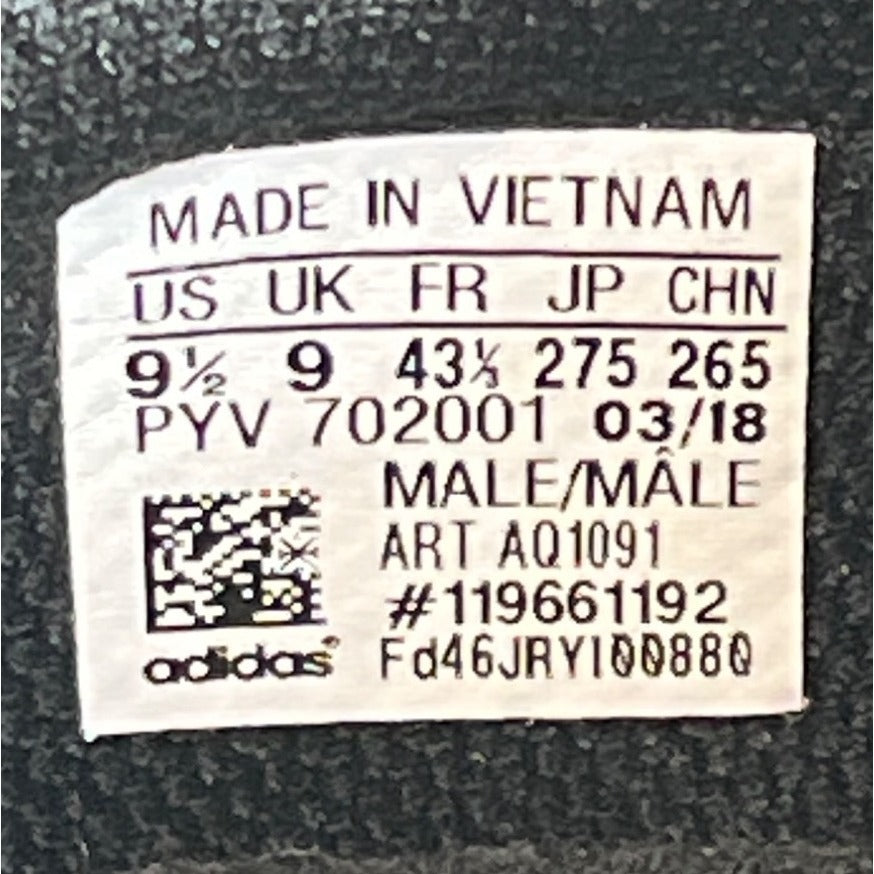 MADE IN VIETNAM
US UK FR JP CHN
9½ 9 43⅓ 275 265
PYV 702001 03/18
MALE/MÂLE
ART AQ1091
#119661192
adidas® Fd46JRYI00880